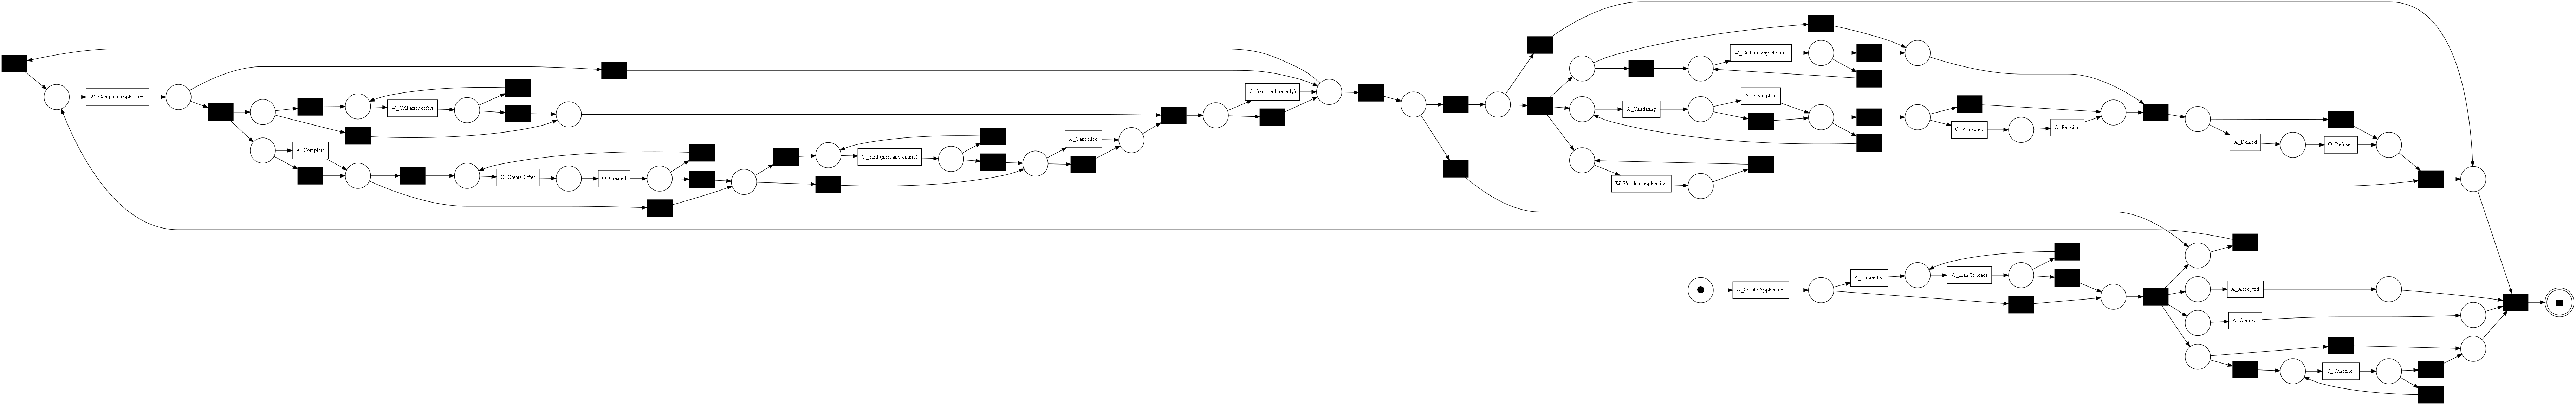 W_Complete application
W_Call after offers
A_Complete
O_Create Offer
O_Created
O_Sent (mail and online)
A_Cancelled
O_Sent (online only)
W_Call incomplete files
A_Validating
A_Incomplete
O_Accepted
A_Pending
W_Validate application
A_Denied
O_Refused
A_Create Application
A_Submitted
W_Handle leads
A_Accepted
A_Concept
O_Cancelled